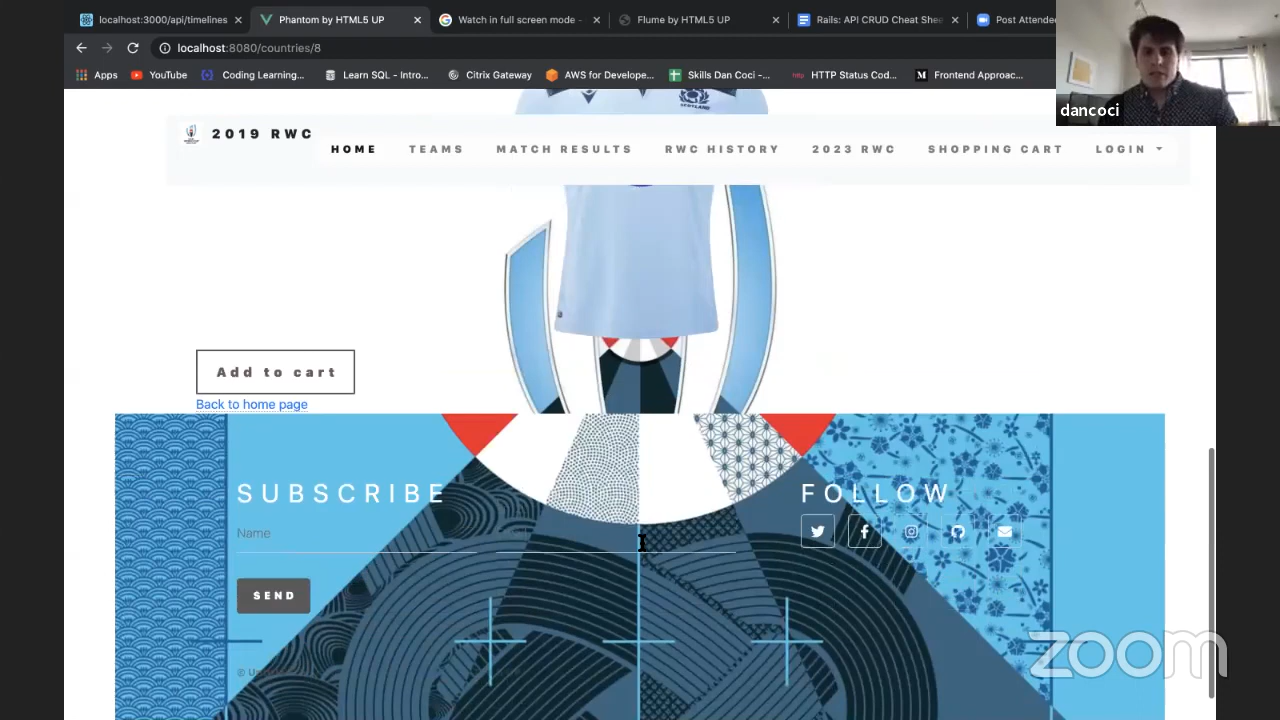 localhost:3000/api/timelines
Phantom by HTML5 UP
Watch in full screen mode -
Flume by HTML5 UP
Rails: API CRUD Cheat Shee
Post Attende
localhost:8080/countries/8
Apps
YouTube
Coding Learning...
Learn SQL - Intro...
Citrix Gateway
AWS for Develope...
Skills Dan Coci -...
HTTP Status Cod...
Frontend Approac...
dancoci
SCOTLAND
2019 RWC
HOME
TEAMS
MATCH RESULTS
RWC HISTORY
2023 RWC
SHOPPING CART
LOGIN
Add to cart
Back to home page
SUBSCRIBE
FOLLOW
Name
SEND
zoom